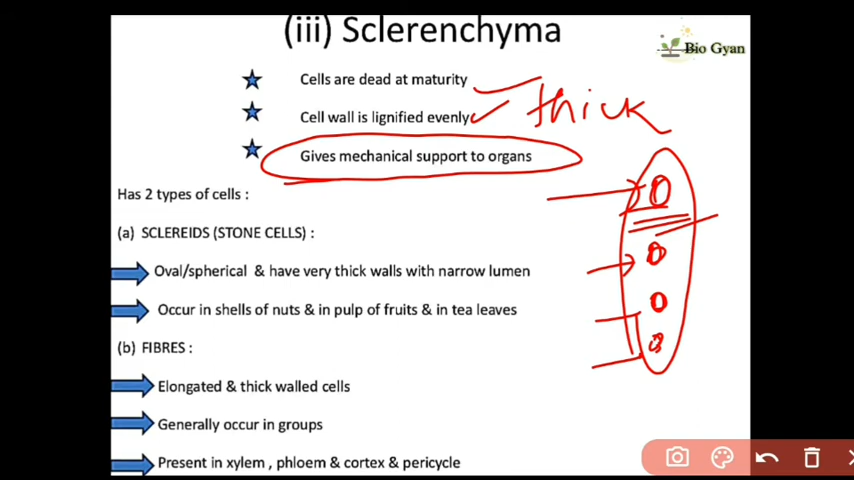 (iii) Sclerenchyma
Bio Gyan
Cells are dead at maturity
Cell wall is lignified evenly
thick
Gives mechanical support to organs
Has 2 types of cells :
(a) SCLEREIDS (STONE CELLS) :
Oval/spherical & have very thick walls with narrow lumen
Occur in shells of nuts & in pulp of fruits & in tea leaves
(b) FIBRES :
Elongated & thick walled cells
Generally occur in groups
Present in xylem , phloem & cortex & pericycle